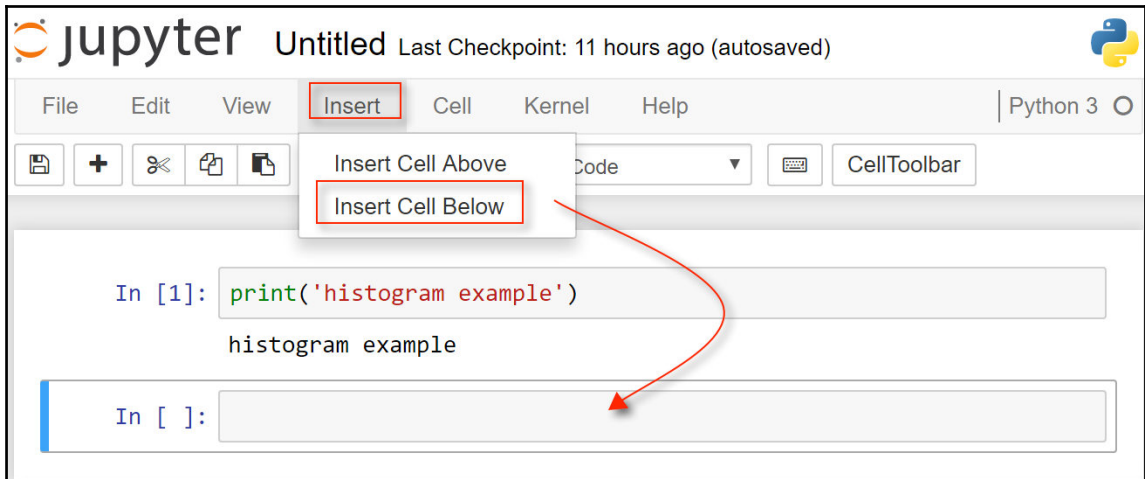 jupyter Untitled Last Checkpoint: 11 hours ago (autosaved)
File Edit View Insert Cell Kernel Help Python 3
Insert Cell Above Code CellToolbar
Insert Cell Below
In [1]: print('histogram example')
histogram example
In [ ]: